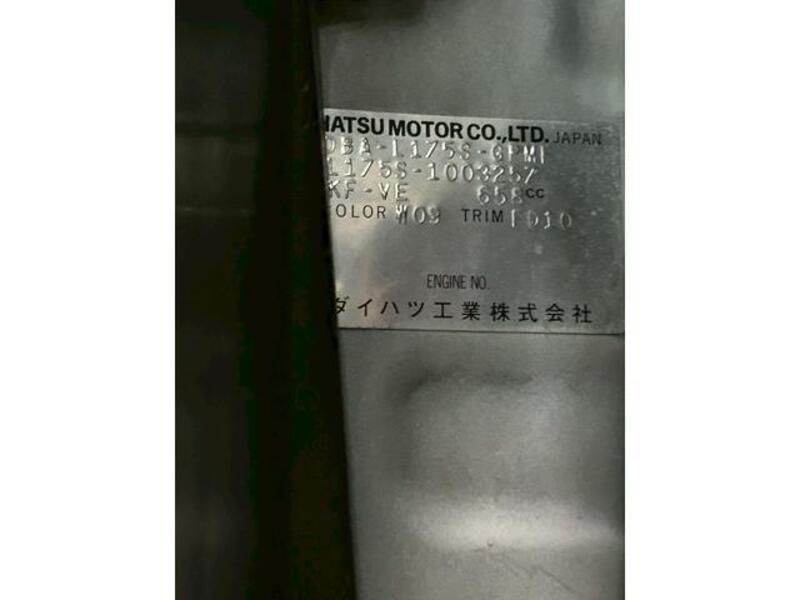 HATSU MOTOR CO.,LTD. JAPAN
DBA-L175S-GPMF
L175S-1003257
KF-VE 658CC
COLOR W09 TRIM FD10
ENGINE NO.
ダイハツ工業株式会社